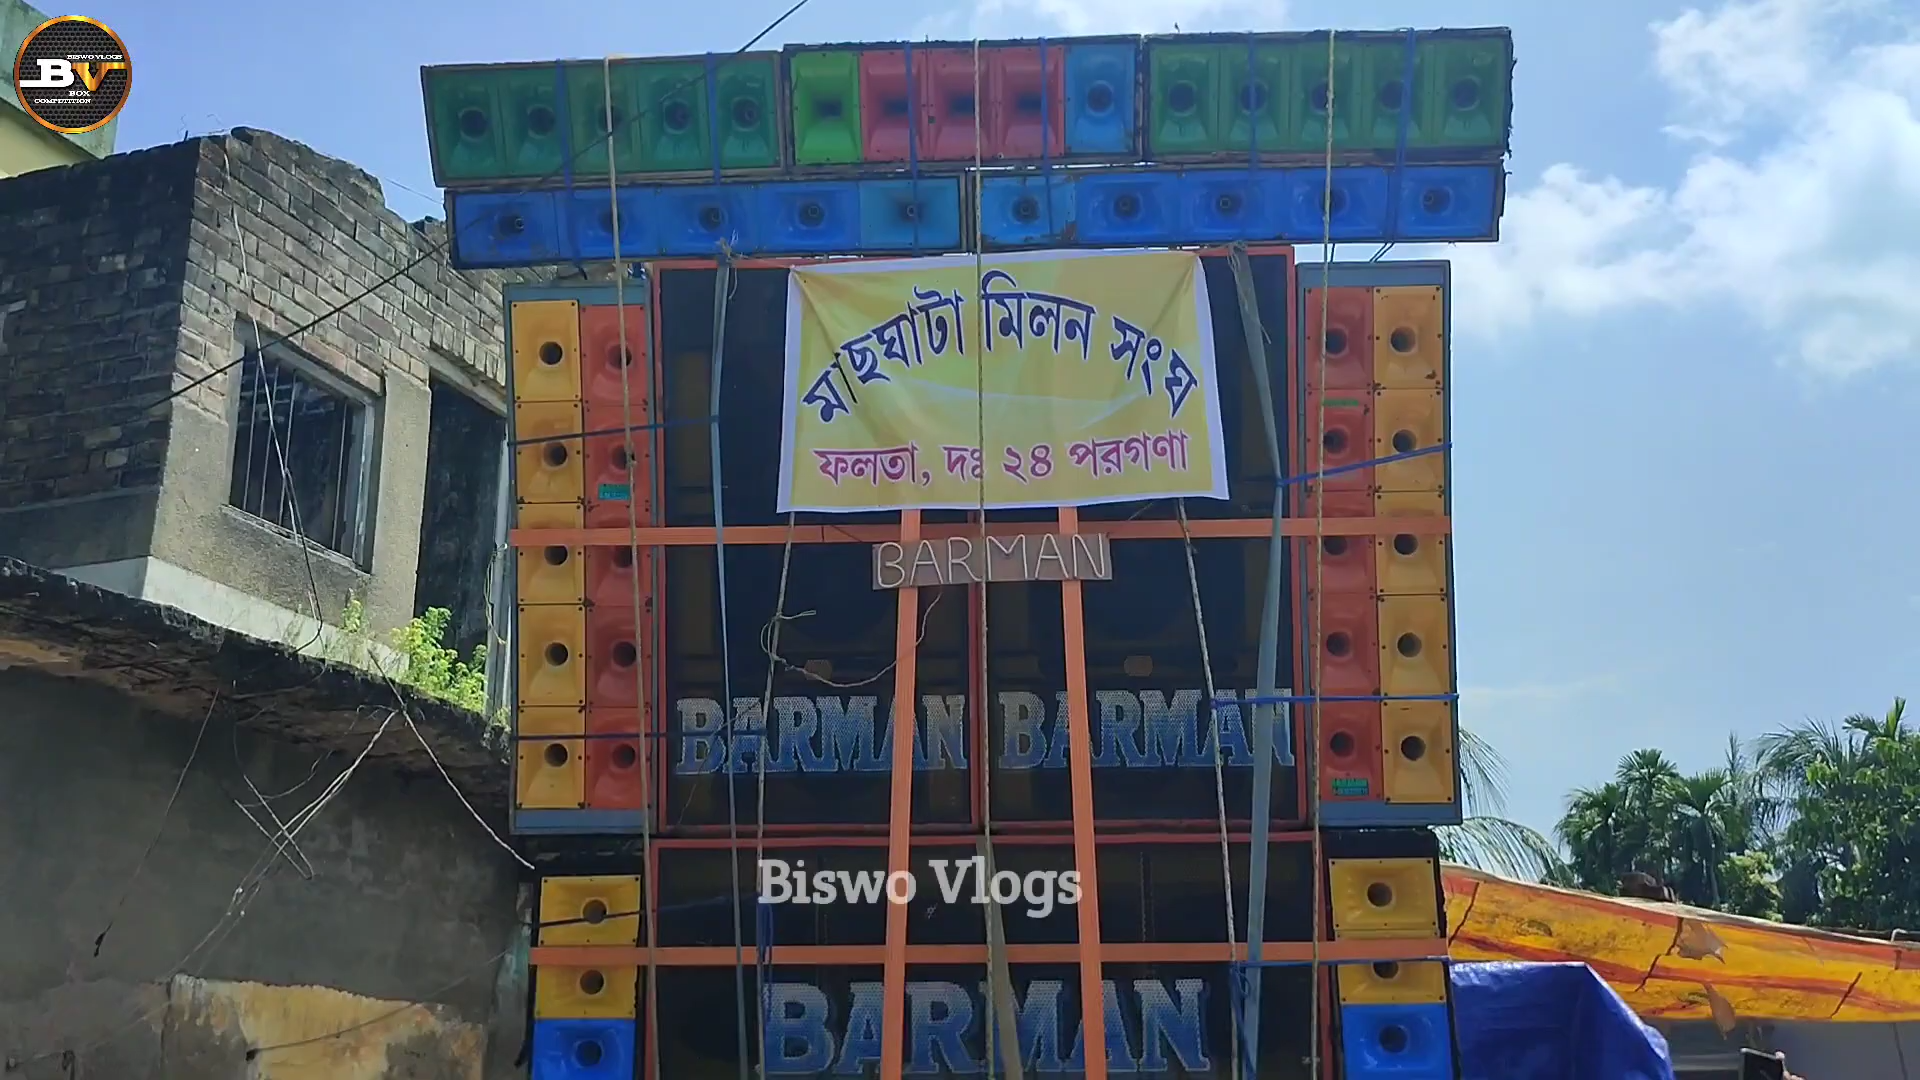 BISWO VLOGS
BV
BOX
COMPETITION
মাছঘাটা মিলন সংঘ
ফলতা, দঃ ২৪ পরগণা
BARMAN
BARMAN BARMAN
Biswo Vlogs
BARMAN